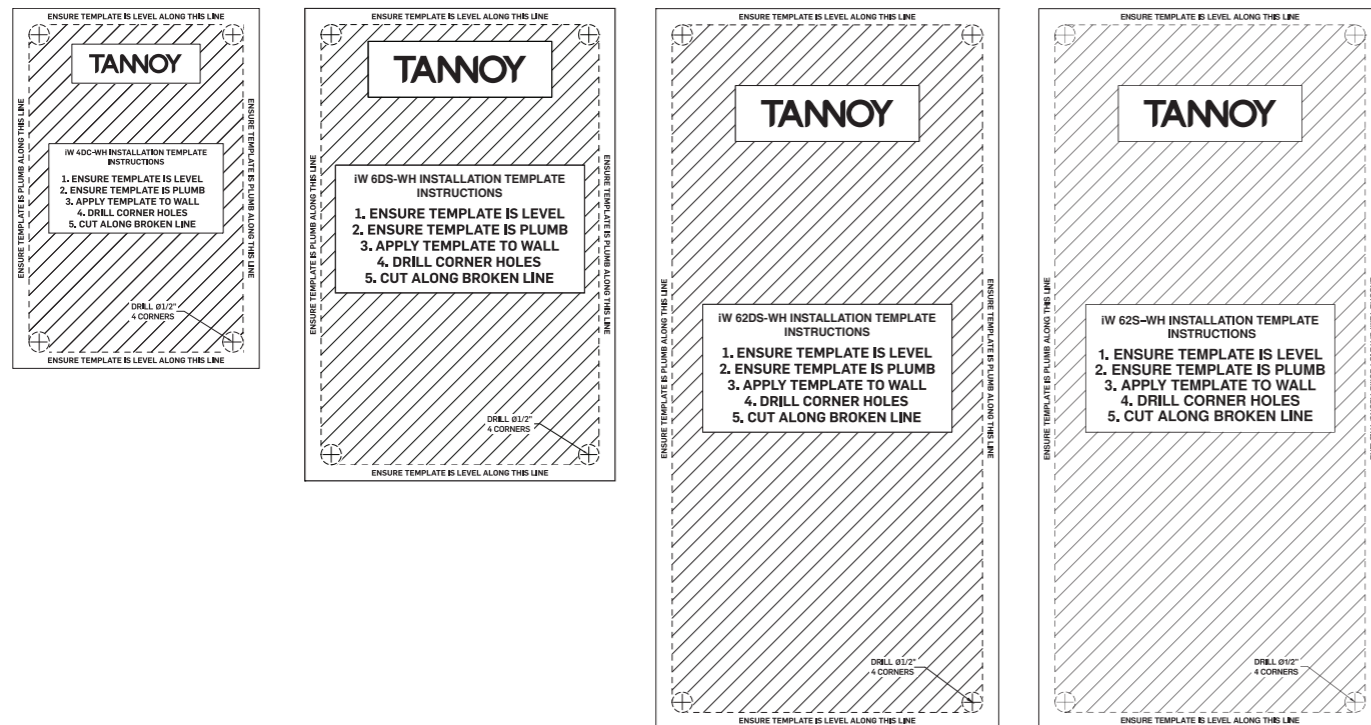 ENSURE TEMPLATE IS LEVEL ALONG THIS LINE
TANNOY
ENSURE TEMPLATE IS PLUMB ALONG THIS LINE
ENSURE TEMPLATE IS PLUMB ALONG THIS LINE
iW 4DC-WH INSTALLATION TEMPLATE
INSTRUCTIONS
1. ENSURE TEMPLATE IS LEVEL
2. ENSURE TEMPLATE IS PLUMB
3. APPLY TEMPLATE TO WALL
4. DRILL CORNER HOLES
5. CUT ALONG BROKEN LINE
DRILL Ø1/2"
4 CORNERS
ENSURE TEMPLATE IS LEVEL ALONG THIS LINE
ENSURE TEMPLATE IS LEVEL ALONG THIS LINE
TANNOY
ENSURE TEMPLATE IS PLUMB ALONG THIS LINE
ENSURE TEMPLATE IS PLUMB ALONG THIS LINE
iW 6DS-WH INSTALLATION TEMPLATE
INSTRUCTIONS
1. ENSURE TEMPLATE IS LEVEL
2. ENSURE TEMPLATE IS PLUMB
3. APPLY TEMPLATE TO WALL
4. DRILL CORNER HOLES
5. CUT ALONG BROKEN LINE
DRILL Ø1/2"
4 CORNERS
ENSURE TEMPLATE IS LEVEL ALONG THIS LINE
ENSURE TEMPLATE IS LEVEL ALONG THIS LINE
TANNOY
ENSURE TEMPLATE IS PLUMB ALONG THIS LINE
ENSURE TEMPLATE IS PLUMB ALONG THIS LINE
iW 62DS-WH INSTALLATION TEMPLATE
INSTRUCTIONS
1. ENSURE TEMPLATE IS LEVEL
2. ENSURE TEMPLATE IS PLUMB
3. APPLY TEMPLATE TO WALL
4. DRILL CORNER HOLES
5. CUT ALONG BROKEN LINE
DRILL Ø1/2"
4 CORNERS
ENSURE TEMPLATE IS LEVEL ALONG THIS LINE
ENSURE TEMPLATE IS LEVEL ALONG THIS LINE
TANNOY
ENSURE TEMPLATE IS PLUMB ALONG THIS LINE
iW 62S-WH INSTALLATION TEMPLATE
INSTRUCTIONS
1. ENSURE TEMPLATE IS LEVEL
2. ENSURE TEMPLATE IS PLUMB
3. APPLY TEMPLATE TO WALL
4. DRILL CORNER HOLES
5. CUT ALONG BROKEN LINE
DRILL Ø1/2"
4 CORNERS
ENSURE TEMPLATE IS LEVEL ALONG THIS LINE